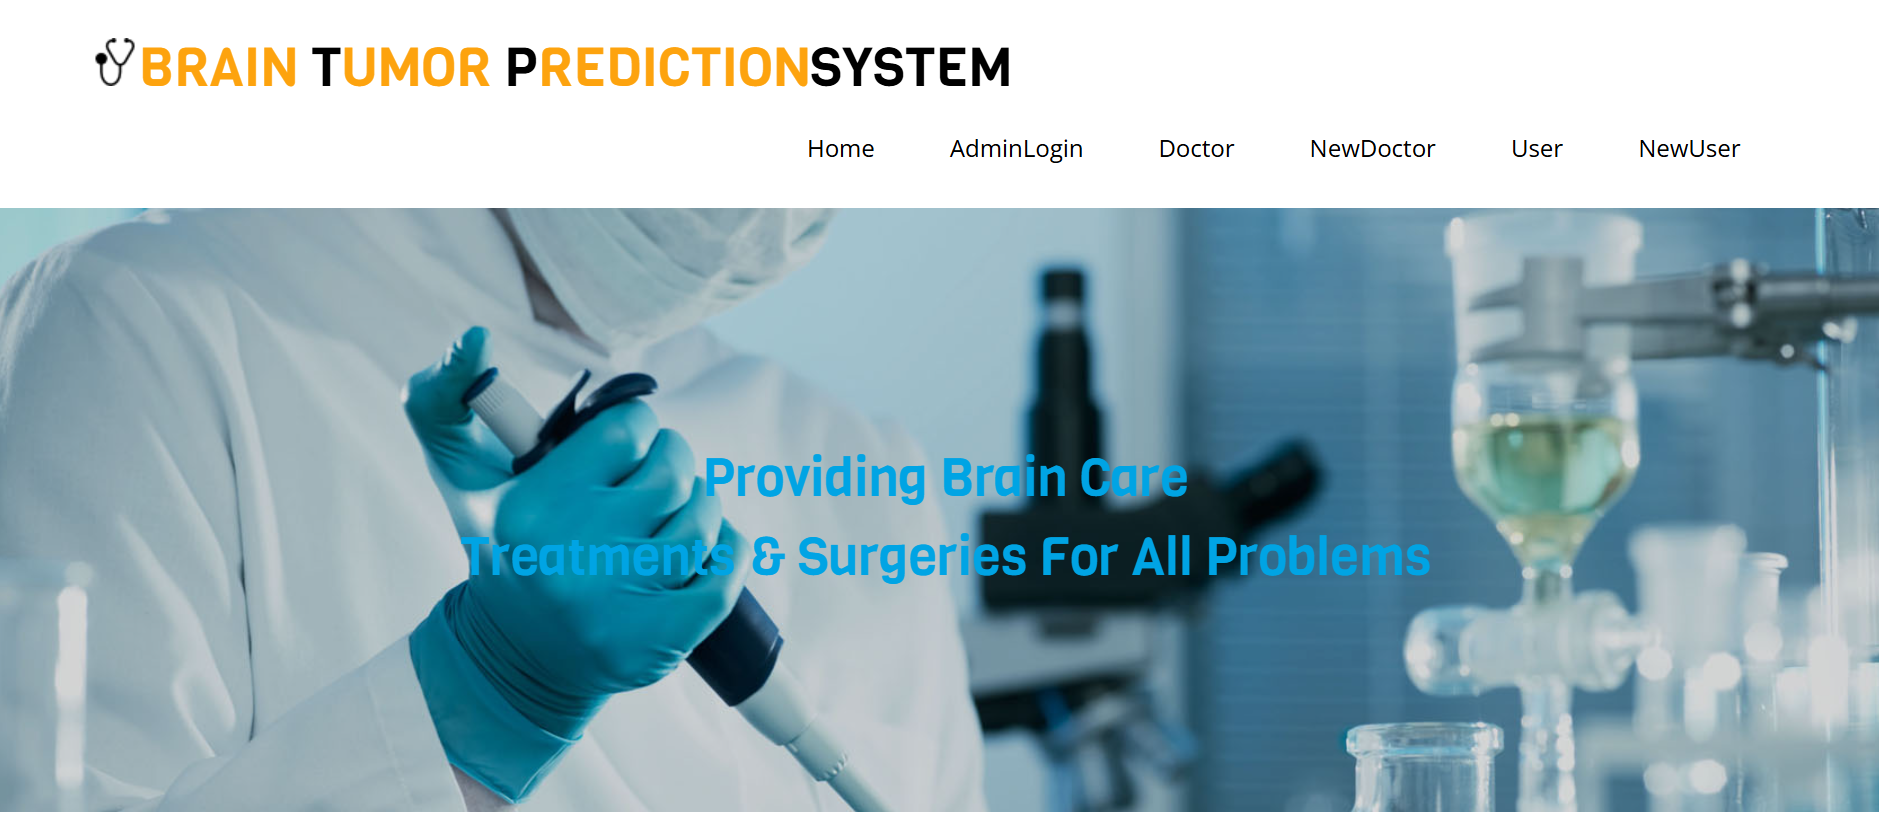 BRAIN TUMOR PREDICTIONSYSTEM
Home AdminLogin Doctor NewDoctor User NewUser
Providing Brain Care
Treatments & Surgeries For All Problems